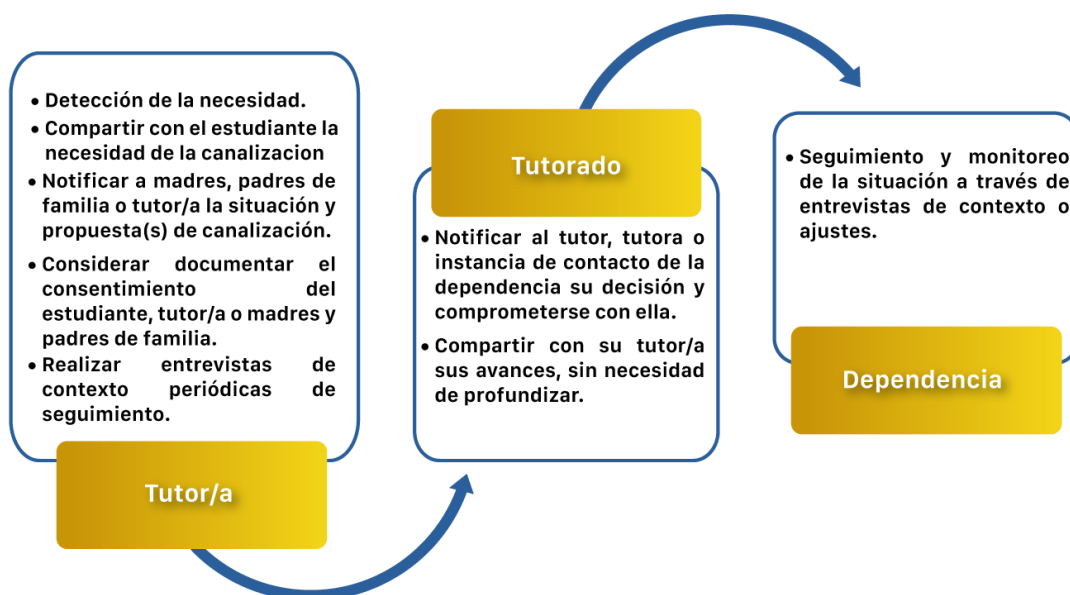 • Detección de la necesidad.
• Compartir con el estudiante la
necesidad de la canalizacion
• Notificar a madres, padres de
familia o tutor/a la situación y
propuesta(s) de canalización.
• Considerar documentar el
consentimiento del
estudiante, tutor/a o madres y
padres de familia.
• Realizar entrevistas de
contexto periódicas de
seguimiento.
Tutor/a
Tutorado
• Notificar al tutor, tutora o
instancia de contacto de la
dependencia su decisión y
comprometerse con ella.
• Compartir con su tutor/a
sus avances, sin necesidad
de profundizar.
• Seguimiento y monitoreo
de la situación a través de
entrevistas de contexto o
ajustes.
Dependencia